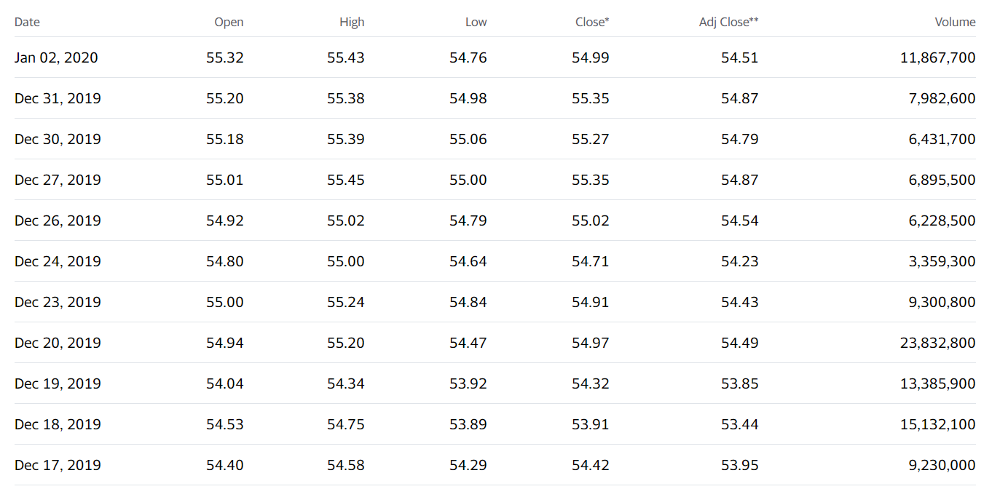 Date Open High Low Close* Adj Close** Volume
Jan 02, 2020 55.32 55.43 54.76 54.99 54.51 11,867,700
Dec 31, 2019 55.20 55.38 54.98 55.35 54.87 7,982,600
Dec 30, 2019 55.18 55.39 55.06 55.27 54.79 6,431,700
Dec 27, 2019 55.01 55.45 55.00 55.35 54.87 6,895,500
Dec 26, 2019 54.92 55.02 54.79 55.02 54.54 6,228,500
Dec 24, 2019 54.80 55.00 54.64 54.71 54.23 3,359,300
Dec 23, 2019 55.00 55.24 54.84 54.91 54.43 9,300,800
Dec 20, 2019 54.94 55.20 54.47 54.97 54.49 23,832,800
Dec 19, 2019 54.04 54.34 53.92 54.32 53.85 13,385,900
Dec 18, 2019 54.53 54.75 53.89 53.91 53.44 15,132,100
Dec 17, 2019 54.40 54.58 54.29 54.42 53.95 9,230,000